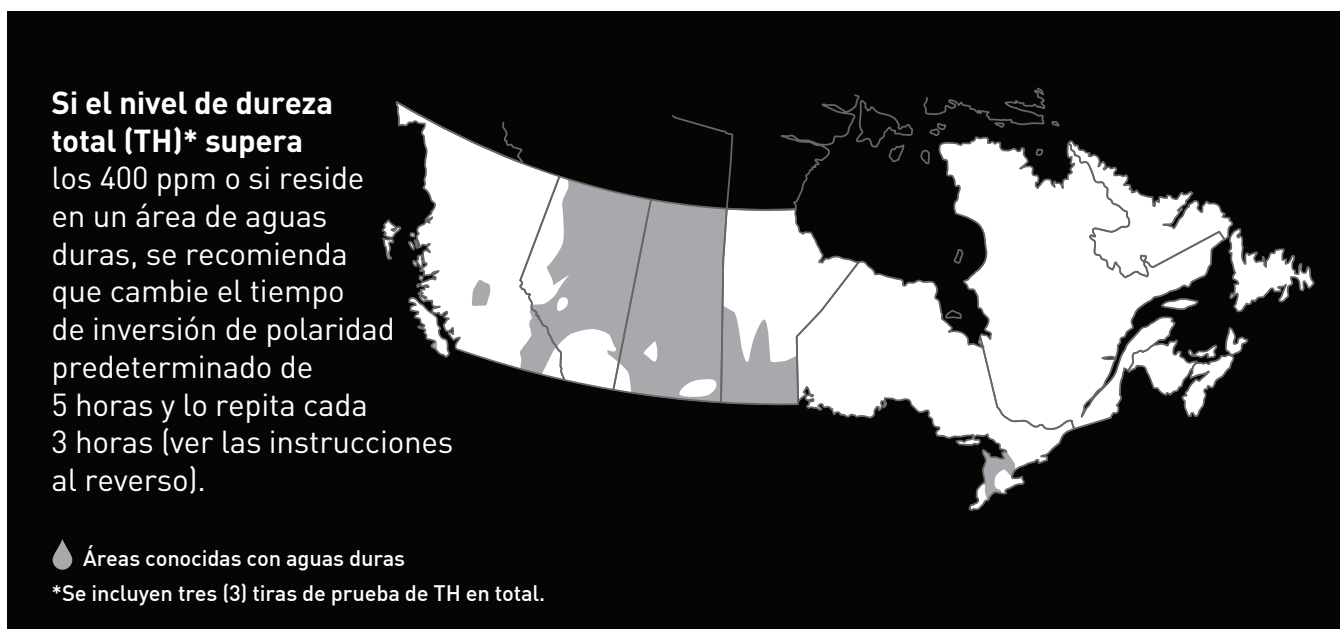 Si el nivel de dureza
total (TH)* supera
los 400 ppm o si reside
en un área de aguas
duras, se recomienda
que cambie el tiempo
de inversión de polaridad
predeterminado de
5 horas y lo repita cada
3 horas (ver las instrucciones
al reverso).
Áreas conocidas con aguas duras
*Se incluyen tres (3) tiras de prueba de TH en total.